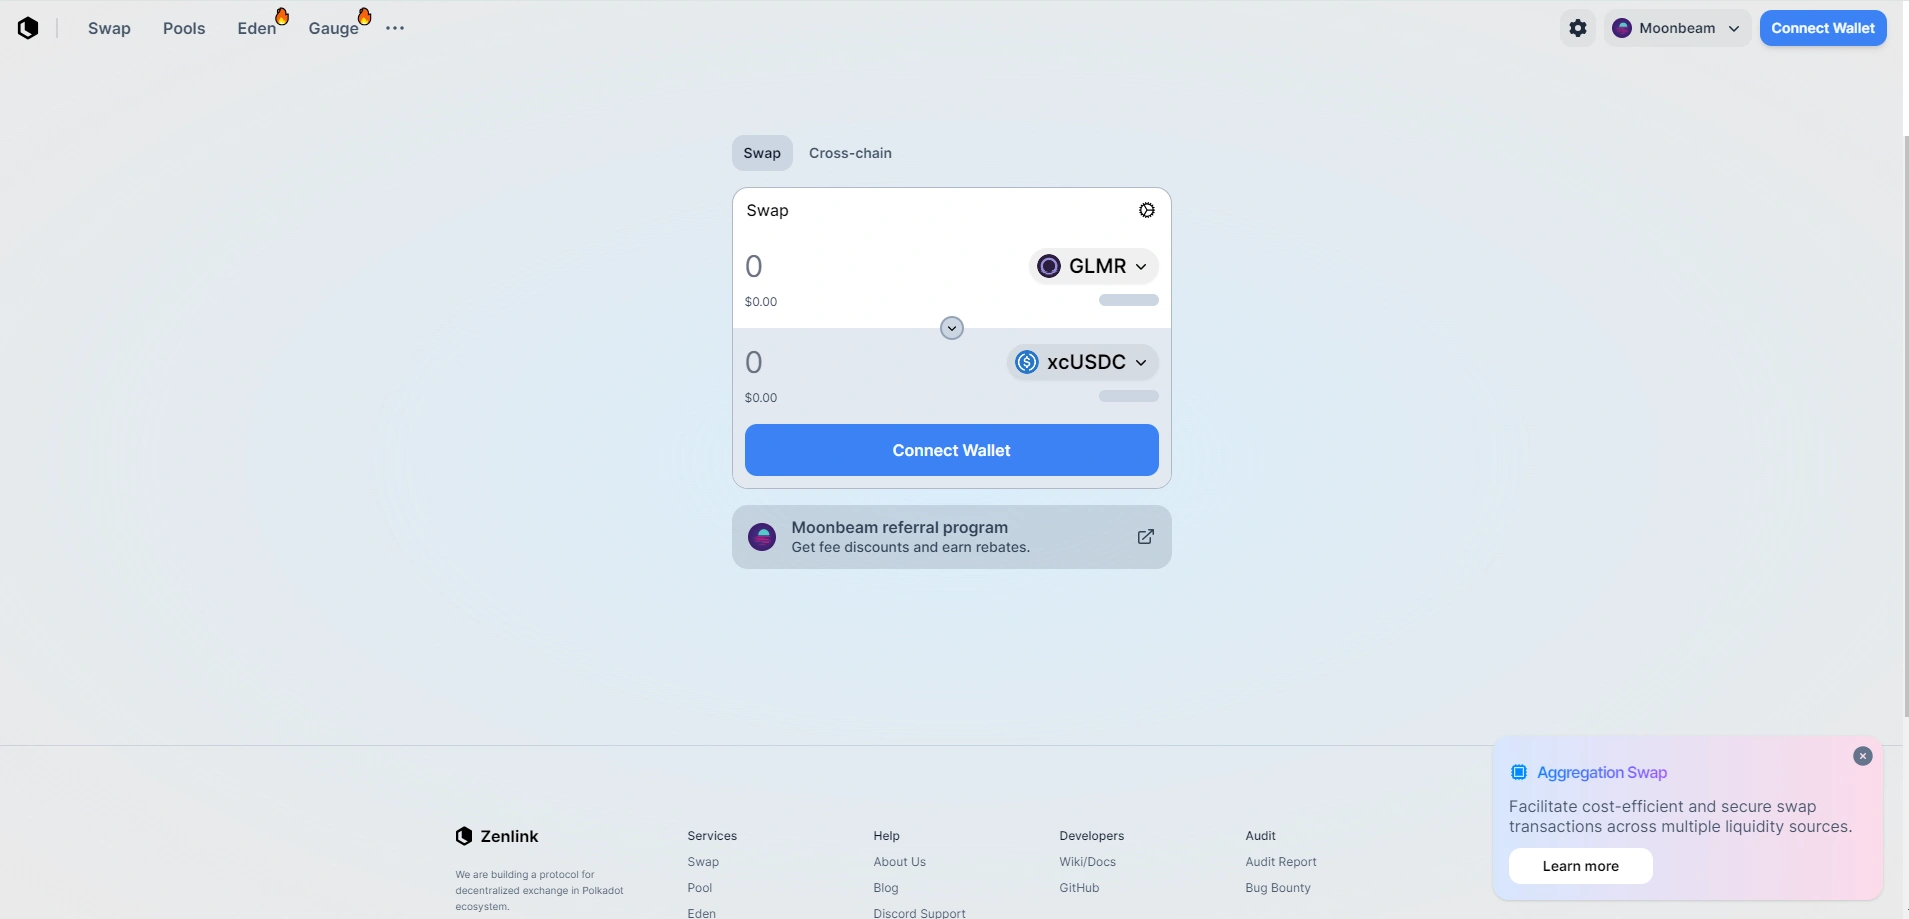 Swap
Pools
Eden
Gauge
Moonbeam
Connect Wallet
Swap
Cross-chain
Swap
0
GLMR
$0.00
0
xcUSDC
$0.00
Connect Wallet
Moonbeam referral program
Get fee discounts and earn rebates.
Aggregation Swap
Facilitate cost-efficient and secure swap
transactions across multiple liquidity sources.
Learn more
Zenlink
We are building a protocol for
decentralized exchange in Polkadot
ecosystem.
Services
Swap
Pool
Eden
Help
About Us
Blog
Discord Support
Developers
Wiki/Docs
GitHub
Audit
Audit Report
Bug Bounty